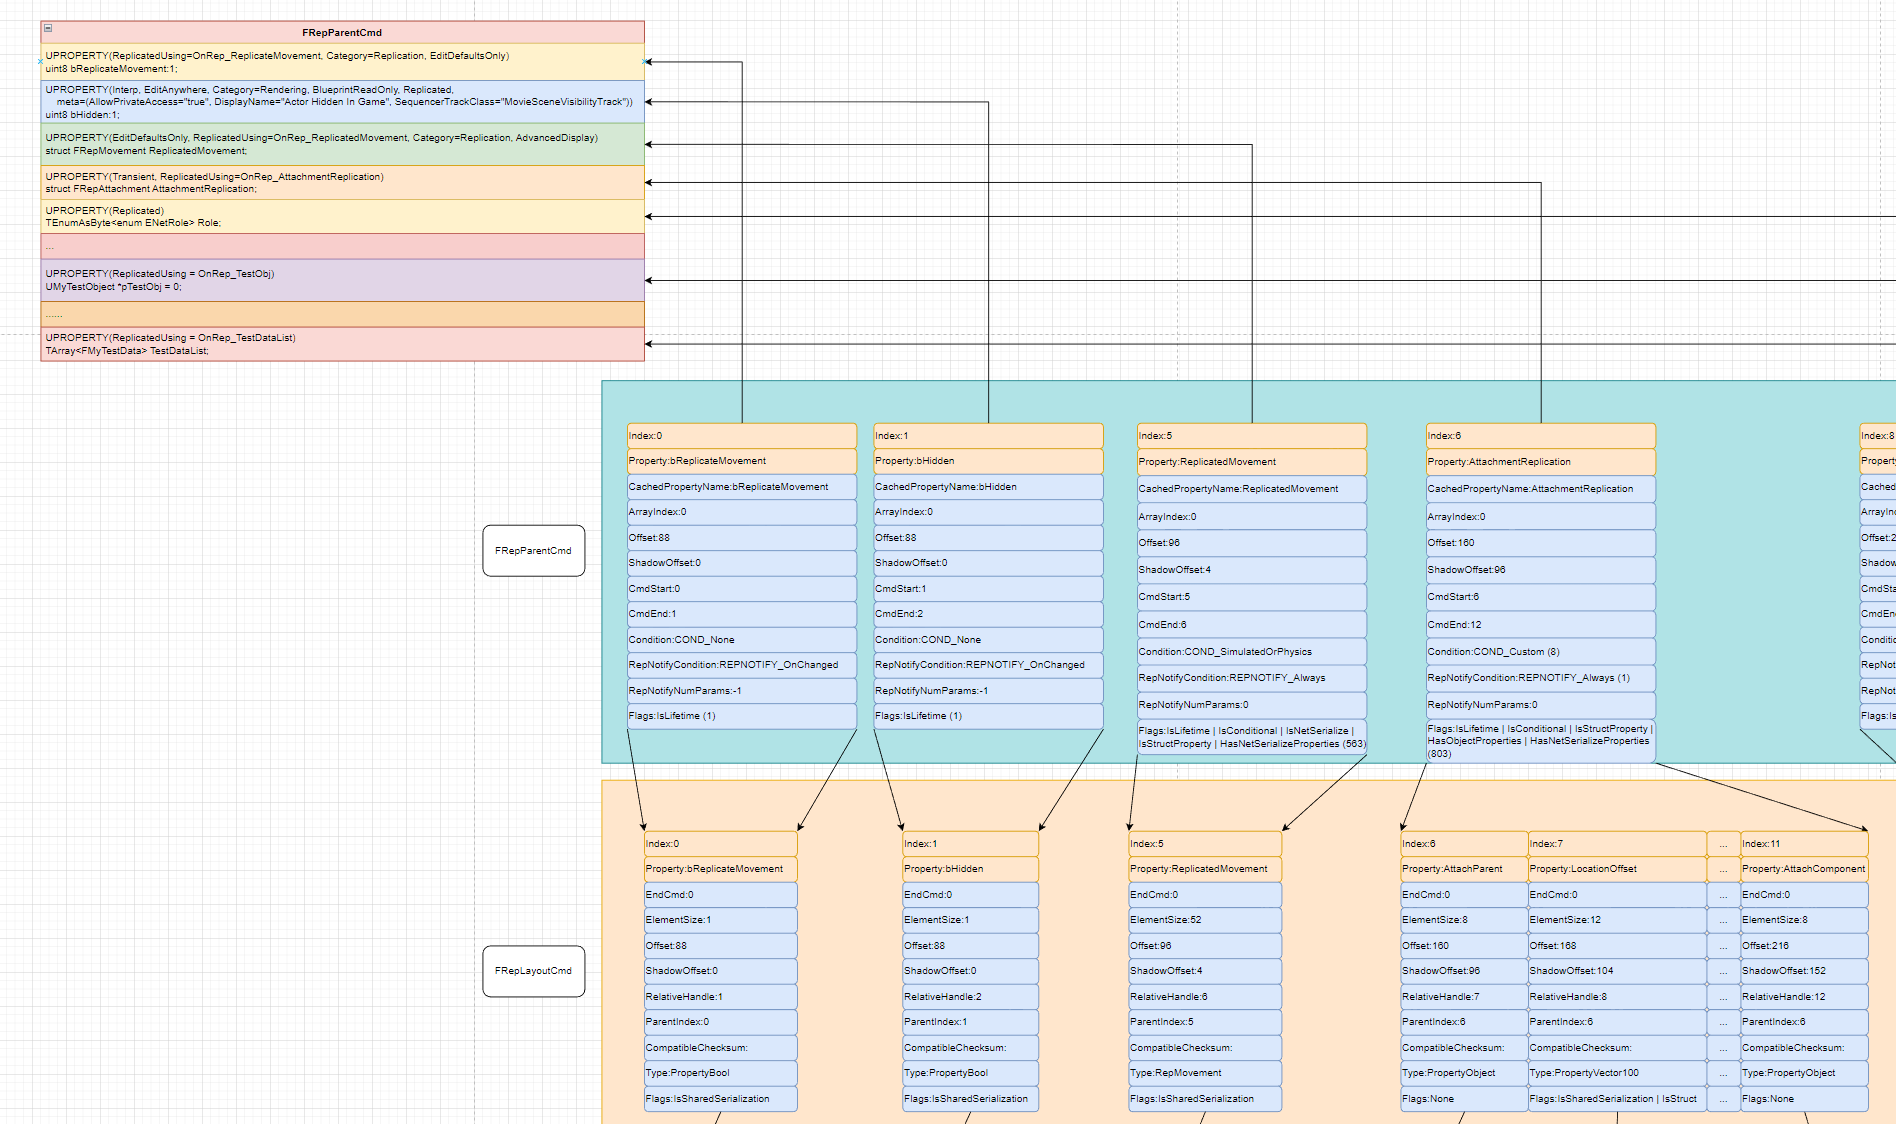 FRepParentCmd
UPROPERTY(ReplicatedUsing=OnRep_ReplicateMovement, Category=Replication, EditDefaultsOnly)
uint8 bReplicateMovement:1;
UPROPERTY(Interp, EditAnywhere, Category=Rendering, BlueprintReadOnly, Replicated,
meta=(AllowPrivateAccess="true", DisplayName="Actor Hidden In Game", SequencerTrackClass="MovieSceneVisibilityTrack"))
uint8 bHidden:1;
UPROPERTY(EditDefaultsOnly, ReplicatedUsing=OnRep_ReplicatedMovement, Category=Replication, AdvancedDisplay)
struct FRepMovement ReplicatedMovement;
UPROPERTY(Transient, ReplicatedUsing=OnRep_AttachmentReplication)
struct FRepAttachment AttachmentReplication;
UPROPERTY(Replicated)
TEnumAsByte<enum ENetRole> Role;
...
UPROPERTY(ReplicatedUsing = OnRep_TestObj)
UMyTestObject *pTestObj = 0;
......
UPROPERTY(ReplicatedUsing = OnRep_TestDataList)
TArray<FMyTestData> TestDataList;
FRepParentCmd
Index:0
Property:bReplicateMovement
CachedPropertyName:bReplicateMovement
ArrayIndex:0
Offset:88
ShadowOffset:0
CmdStart:0
CmdEnd:1
Condition:COND_None
RepNotifyCondition:REPNOTIFY_OnChanged
RepNotifyNumParams:-1
Flags:IsLifetime (1)
Index:1
Property:bHidden
CachedPropertyName:bHidden
ArrayIndex:0
Offset:88
ShadowOffset:0
CmdStart:1
CmdEnd:2
Condition:COND_None
RepNotifyCondition:REPNOTIFY_OnChanged
RepNotifyNumParams:-1
Flags:IsLifetime (1)
Index:5
Property:ReplicatedMovement
CachedPropertyName:ReplicatedMovement
ArrayIndex:0
Offset:96
ShadowOffset:4
CmdStart:5
CmdEnd:6
Condition:COND_SimulatedOrPhysics
RepNotifyCondition:REPNOTIFY_Always
RepNotifyNumParams:0
Flags:IsLifetime | IsConditional | IsNetSerialize |
IsStructProperty | HasNetSerializeProperties (563)
Index:6
Property:AttachmentReplication
CachedPropertyName:AttachmentReplication
ArrayIndex:0
Offset:160
ShadowOffset:96
CmdStart:6
CmdEnd:12
Condition:COND_Custom (8)
RepNotifyCondition:REPNOTIFY_Always (1)
RepNotifyNumParams:0
Flags:IsLifetime | IsConditional | IsStructProperty |
HasObjectProperties | HasNetSerializeProperties
(803)
Index:8
Property
Cached
ArrayInd
Offset:2
Shadow
CmdSta
CmdEn
Conditio
RepNot
RepNot
Flags:Is
FRepLayoutCmd
Index:0
Property:bReplicateMovement
EndCmd:0
ElementSize:1
Offset:88
ShadowOffset:0
RelativeHandle:1
ParentIndex:0
CompatibleChecksum:
Type:PropertyBool
Flags:IsSharedSerialization
Index:1
Property:bHidden
EndCmd:0
ElementSize:1
Offset:88
ShadowOffset:0
RelativeHandle:2
ParentIndex:1
CompatibleChecksum:
Type:PropertyBool
Flags:IsSharedSerialization
Index:5
Property:ReplicatedMovement
EndCmd:0
ElementSize:52
Offset:96
ShadowOffset:4
RelativeHandle:6
ParentIndex:5
CompatibleChecksum:
Type:RepMovement
Flags:IsSharedSerialization
Index:6
Property:AttachParent
EndCmd:0
ElementSize:8
Offset:160
ShadowOffset:96
RelativeHandle:7
ParentIndex:6
CompatibleChecksum:
Type:PropertyObject
Flags:None
Index:7
Property:LocationOffset
EndCmd:0
ElementSize:12
Offset:168
ShadowOffset:104
RelativeHandle:8
ParentIndex:6
CompatibleChecksum:
Type:PropertyVector100
Flags:IsSharedSerialization | IsStruct
...
...
...
...
...
...
...
...
...
...
...
Index:11
Property:AttachComponent
EndCmd:0
ElementSize:8
Offset:216
ShadowOffset:152
RelativeHandle:12
ParentIndex:6
CompatibleChecksum:
Type:PropertyObject
Flags:None